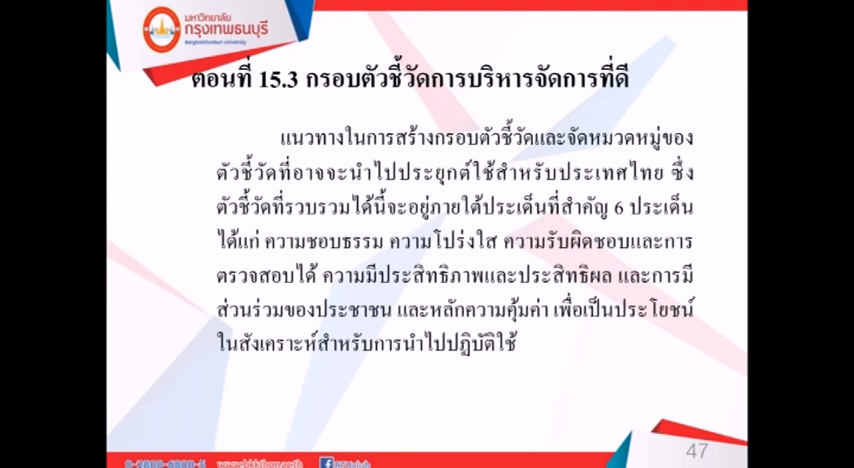 มหาวิทยาลัย
กรุงเทพธนบุรี
Bangkokthonburi University
ตอนที่ 15.3 กรอบตัวชี้วัดการบริหารจัดการที่ดี
แนวทางในการสร้างกรอบตัวชี้วัดและจัดหมวดหมู่ของ
ตัวชี้วัดที่อาจจะนำไปประยุกต์ใช้สำหรับประเทศไทย ซึ่ง
ตัวชี้วัดที่รวบรวมได้นี้จะอยู่ภายใต้ประเด็นที่สำคัญ 6 ประเด็น
ได้แก่ ความชอบธรรม ความโปร่งใส ความรับผิดชอบและการ
ตรวจสอบได้ ความมีประสิทธิภาพและประสิทธิผล และการมี
ส่วนร่วมของประชาชน และหลักความคุ้มค่า เพื่อเป็นประโยชน์
ในสังเคราะห์สำหรับการนำไปปฏิบัติใช้
47